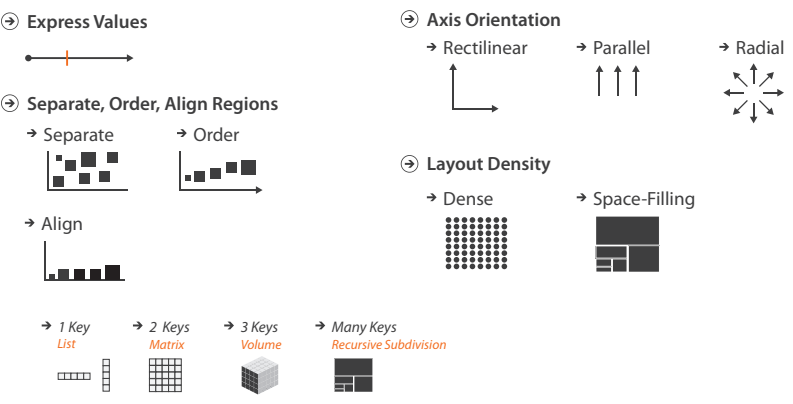 Express Values
Separate, Order, Align Regions
→ Separate
→ Order
→ Align
→ 1 Key
List
→ 2 Keys
Matrix
→ 3 Keys
Volume
→ Many Keys
Recursive Subdivision
Axis Orientation
→ Rectilinear
→ Parallel
→ Radial
Layout Density
→ Dense
→ Space-Filling